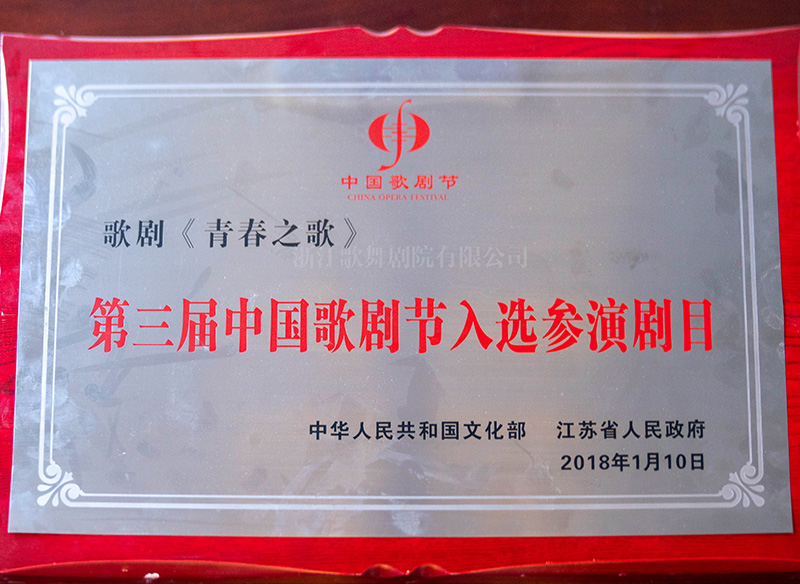 中国歌剧节
CHINA OPERA FESTIVAL
歌剧《青春之歌》
浙江歌舞剧院有限公司
第三届中国歌剧节入选参演剧目
中华人民共和国文化部 江苏省人民政府
2018年1月10日